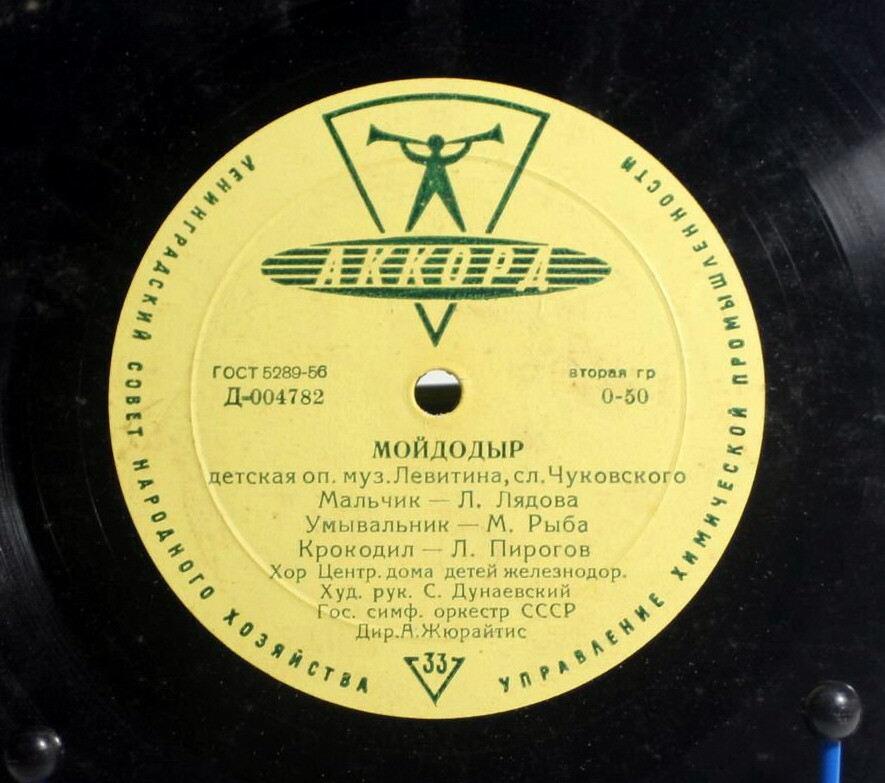 АККОРД
ЛЕНИНГРАДСКИЙ СОВЕТ НАРОДНОГО ХОЗЯЙСТВА
УПРАВЛЕНИЕ ХИМИЧЕСКОЙ ПРОМЫШЛЕННОСТИ
ГОСТ 5289-56
вторая гр
Д-004782
0-50
МОЙДОДЫР
детская оп. муз. Левитина, сл. Чуковского
Мальчик — Л. Лядова
Умывальник — М. Рыба
Крокодил — Л. Пирогов
Хор Центр. дома детей железнодор.
Худ. рук. С. Дунаевский
Гос. симф. оркестр СССР
Дир. А. Жюрайтис
33